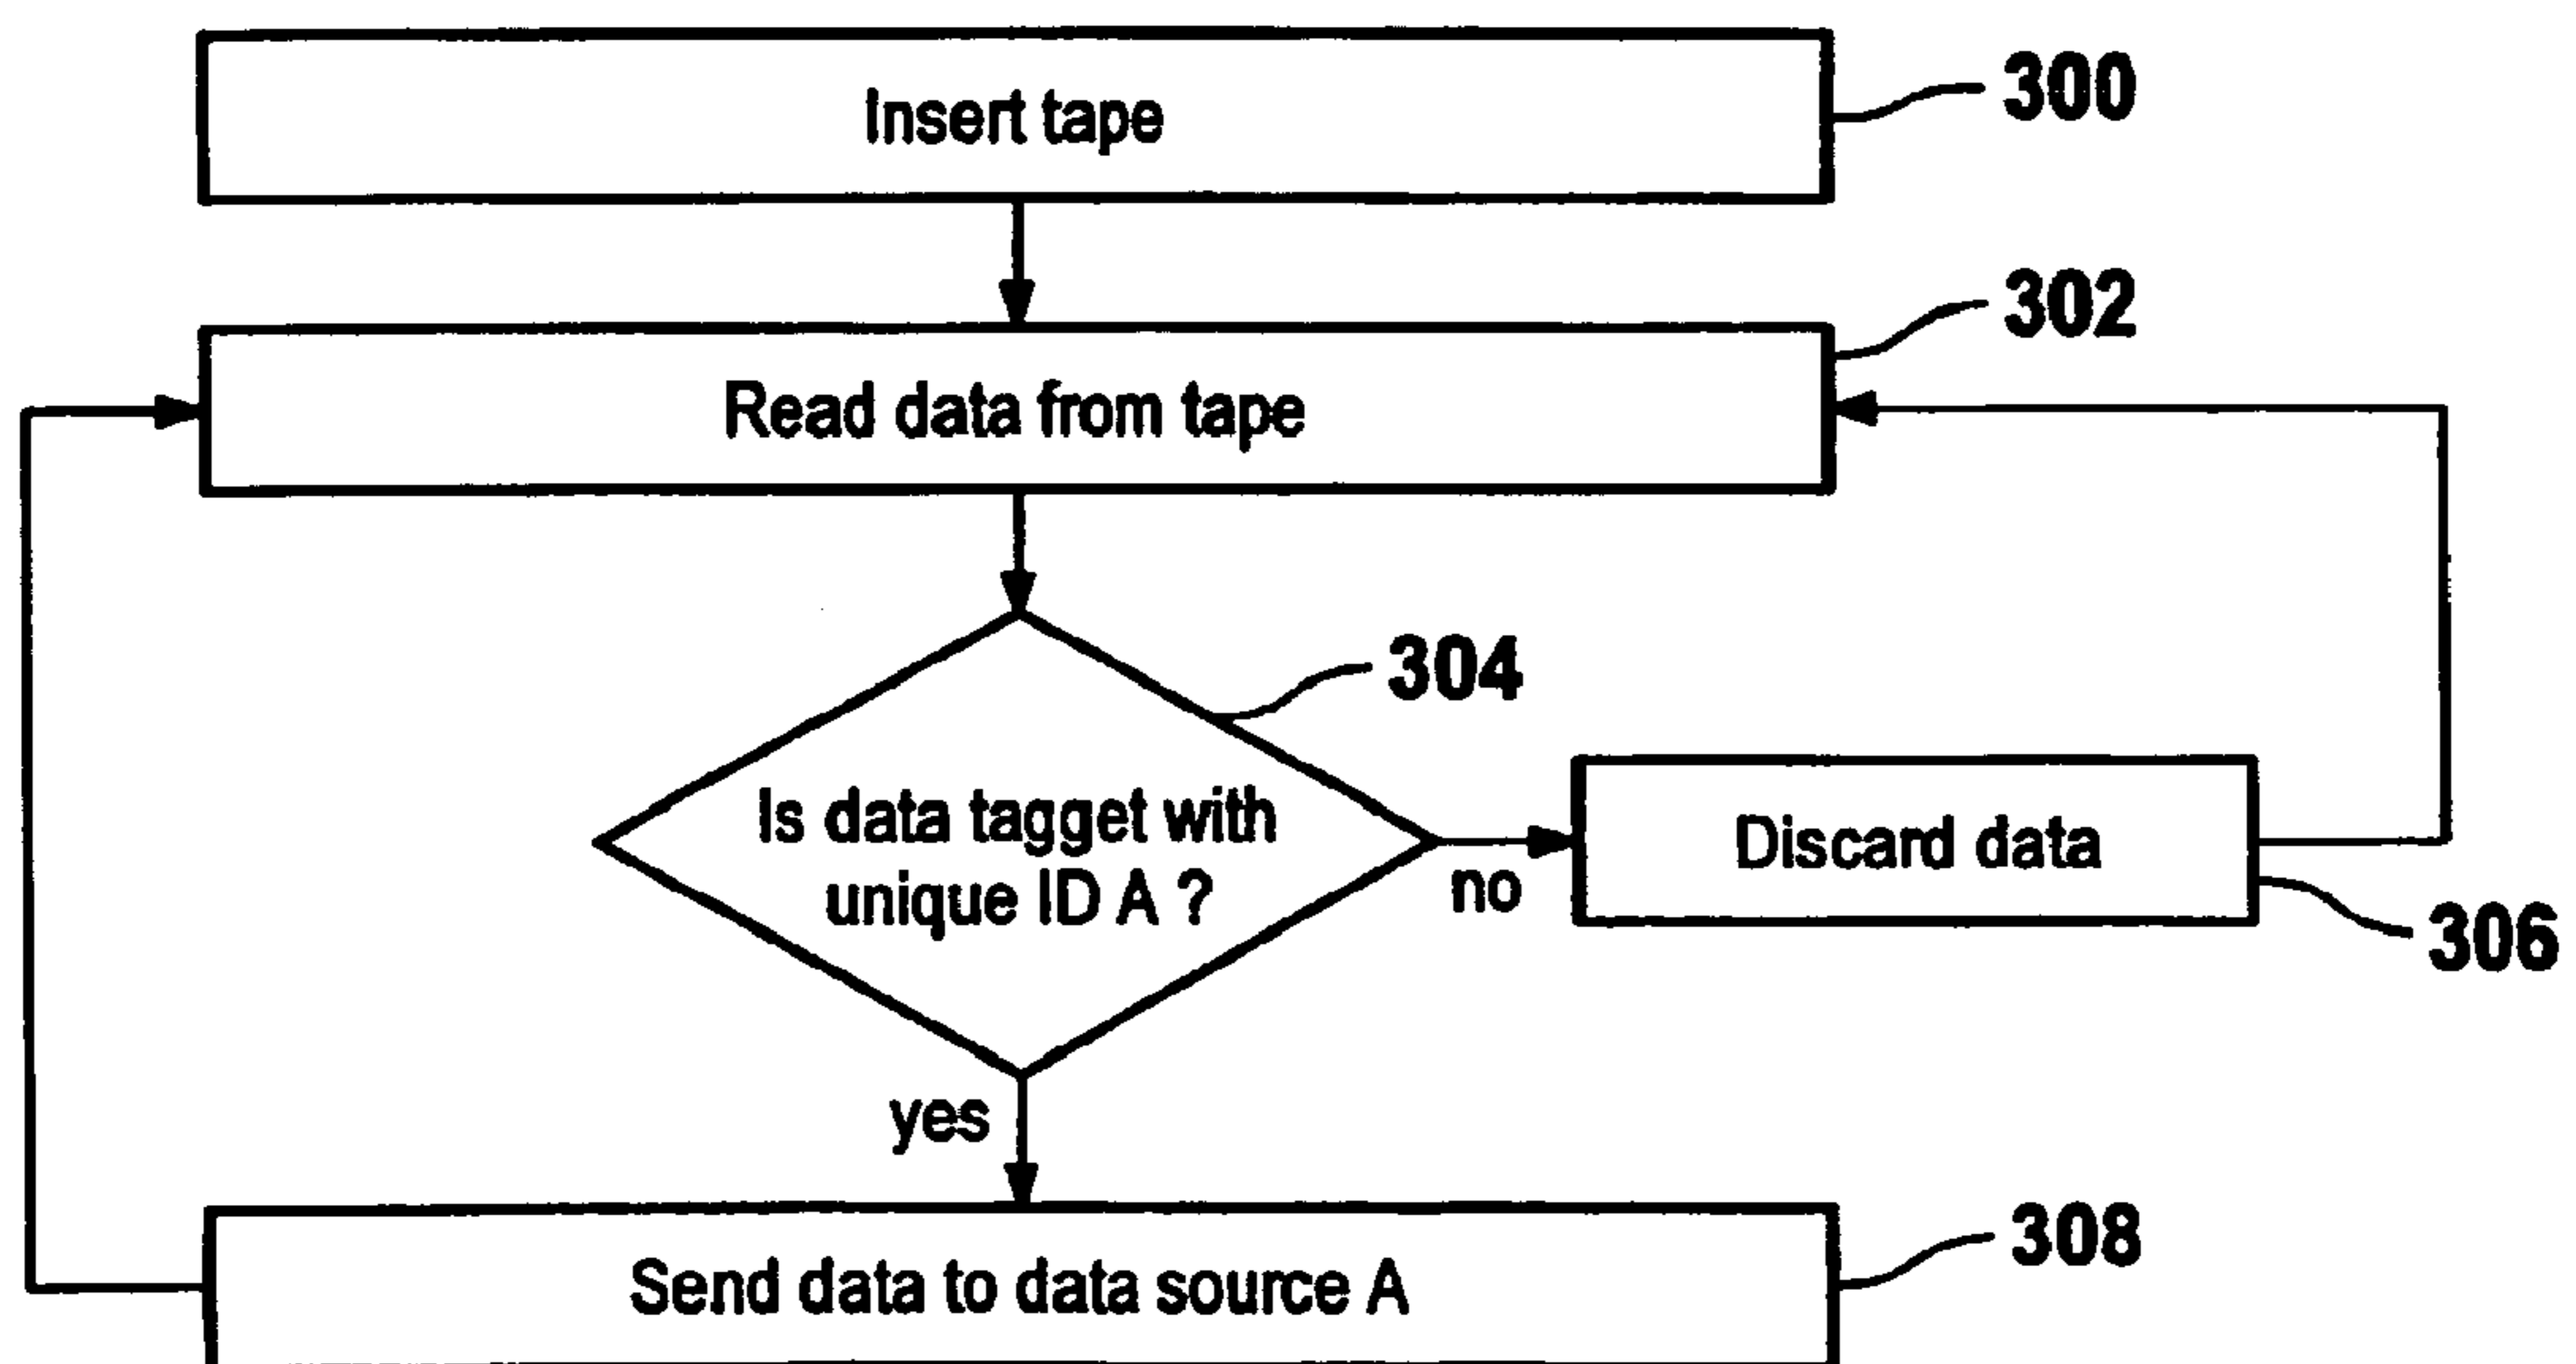 Insert tape
300
302
Read data from tape
304
Is data tagget with
unique ID A ?
no
Discard data
306
yes
308
Send data to data source A